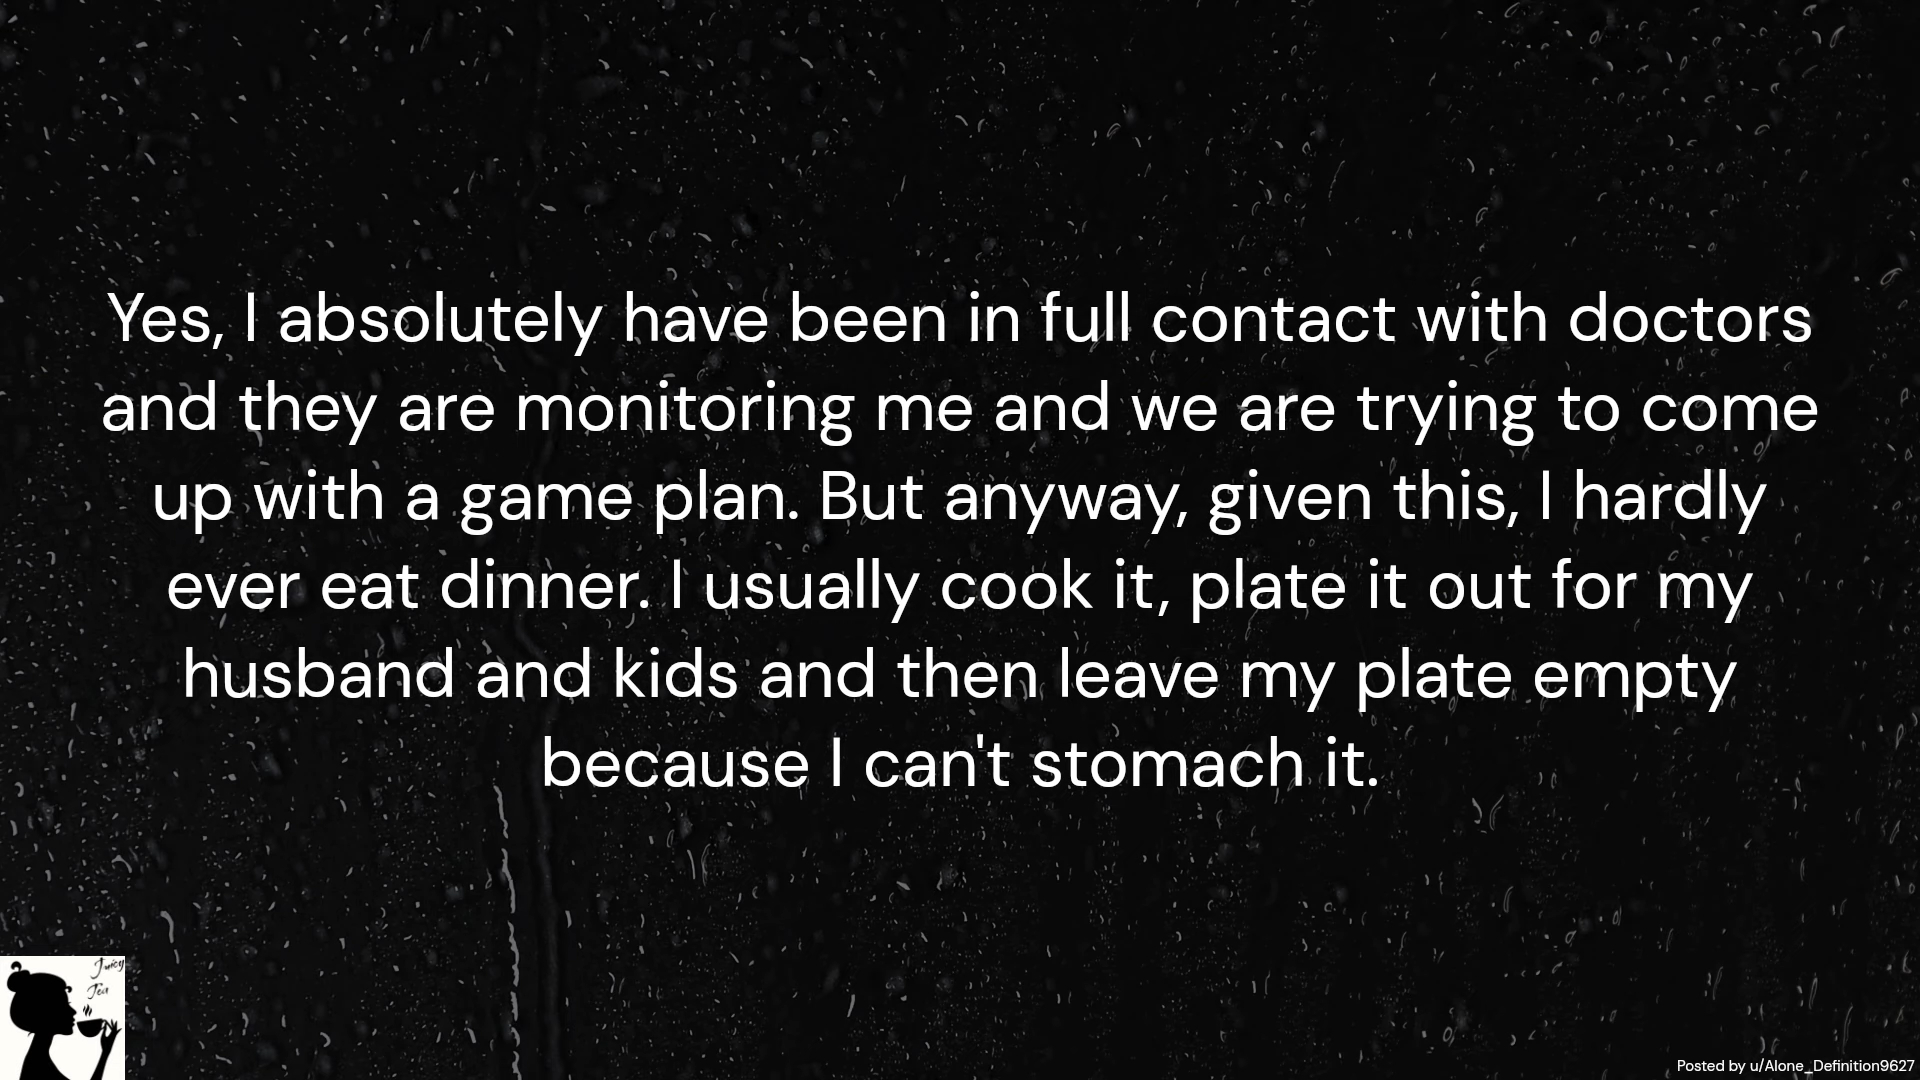 Yes, I absolutely have been in full contact with doctors
and they are monitoring me and we are trying to come
up with a game plan. But anyway, given this, I hardly
ever eat dinner. I usually cook it, plate it out for my
husband and kids and then leave my plate empty
because I can't stomach it.
Juicy
Tea
Posted by u/Alone_Definition9627